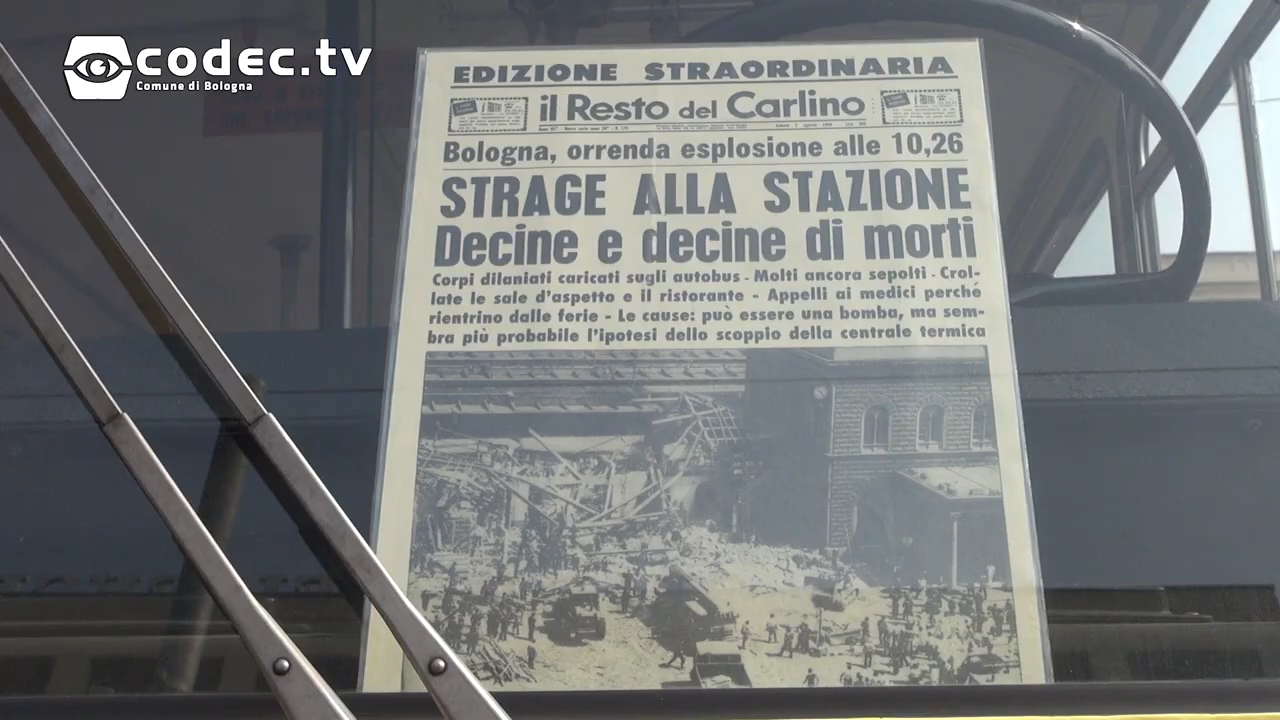 codec.tv
Comune di Bologna
EDIZIONE STRAORDINARIA
il Resto del Carlino
Bologna, orrenda esplosione alle 10,26
STRAGE ALLA STAZIONE
Decine e decine di morti
Corpi dilaniati caricati sugli autobus - Molti ancora sepolti - Crol-
late le sale d'aspetto e il ristorante - Appelli ai medici perché
rientrino dalle ferie - Le cause: può essere una bomba, ma sem-
bra più probabile l'ipotesi dello scoppio della centrale termica